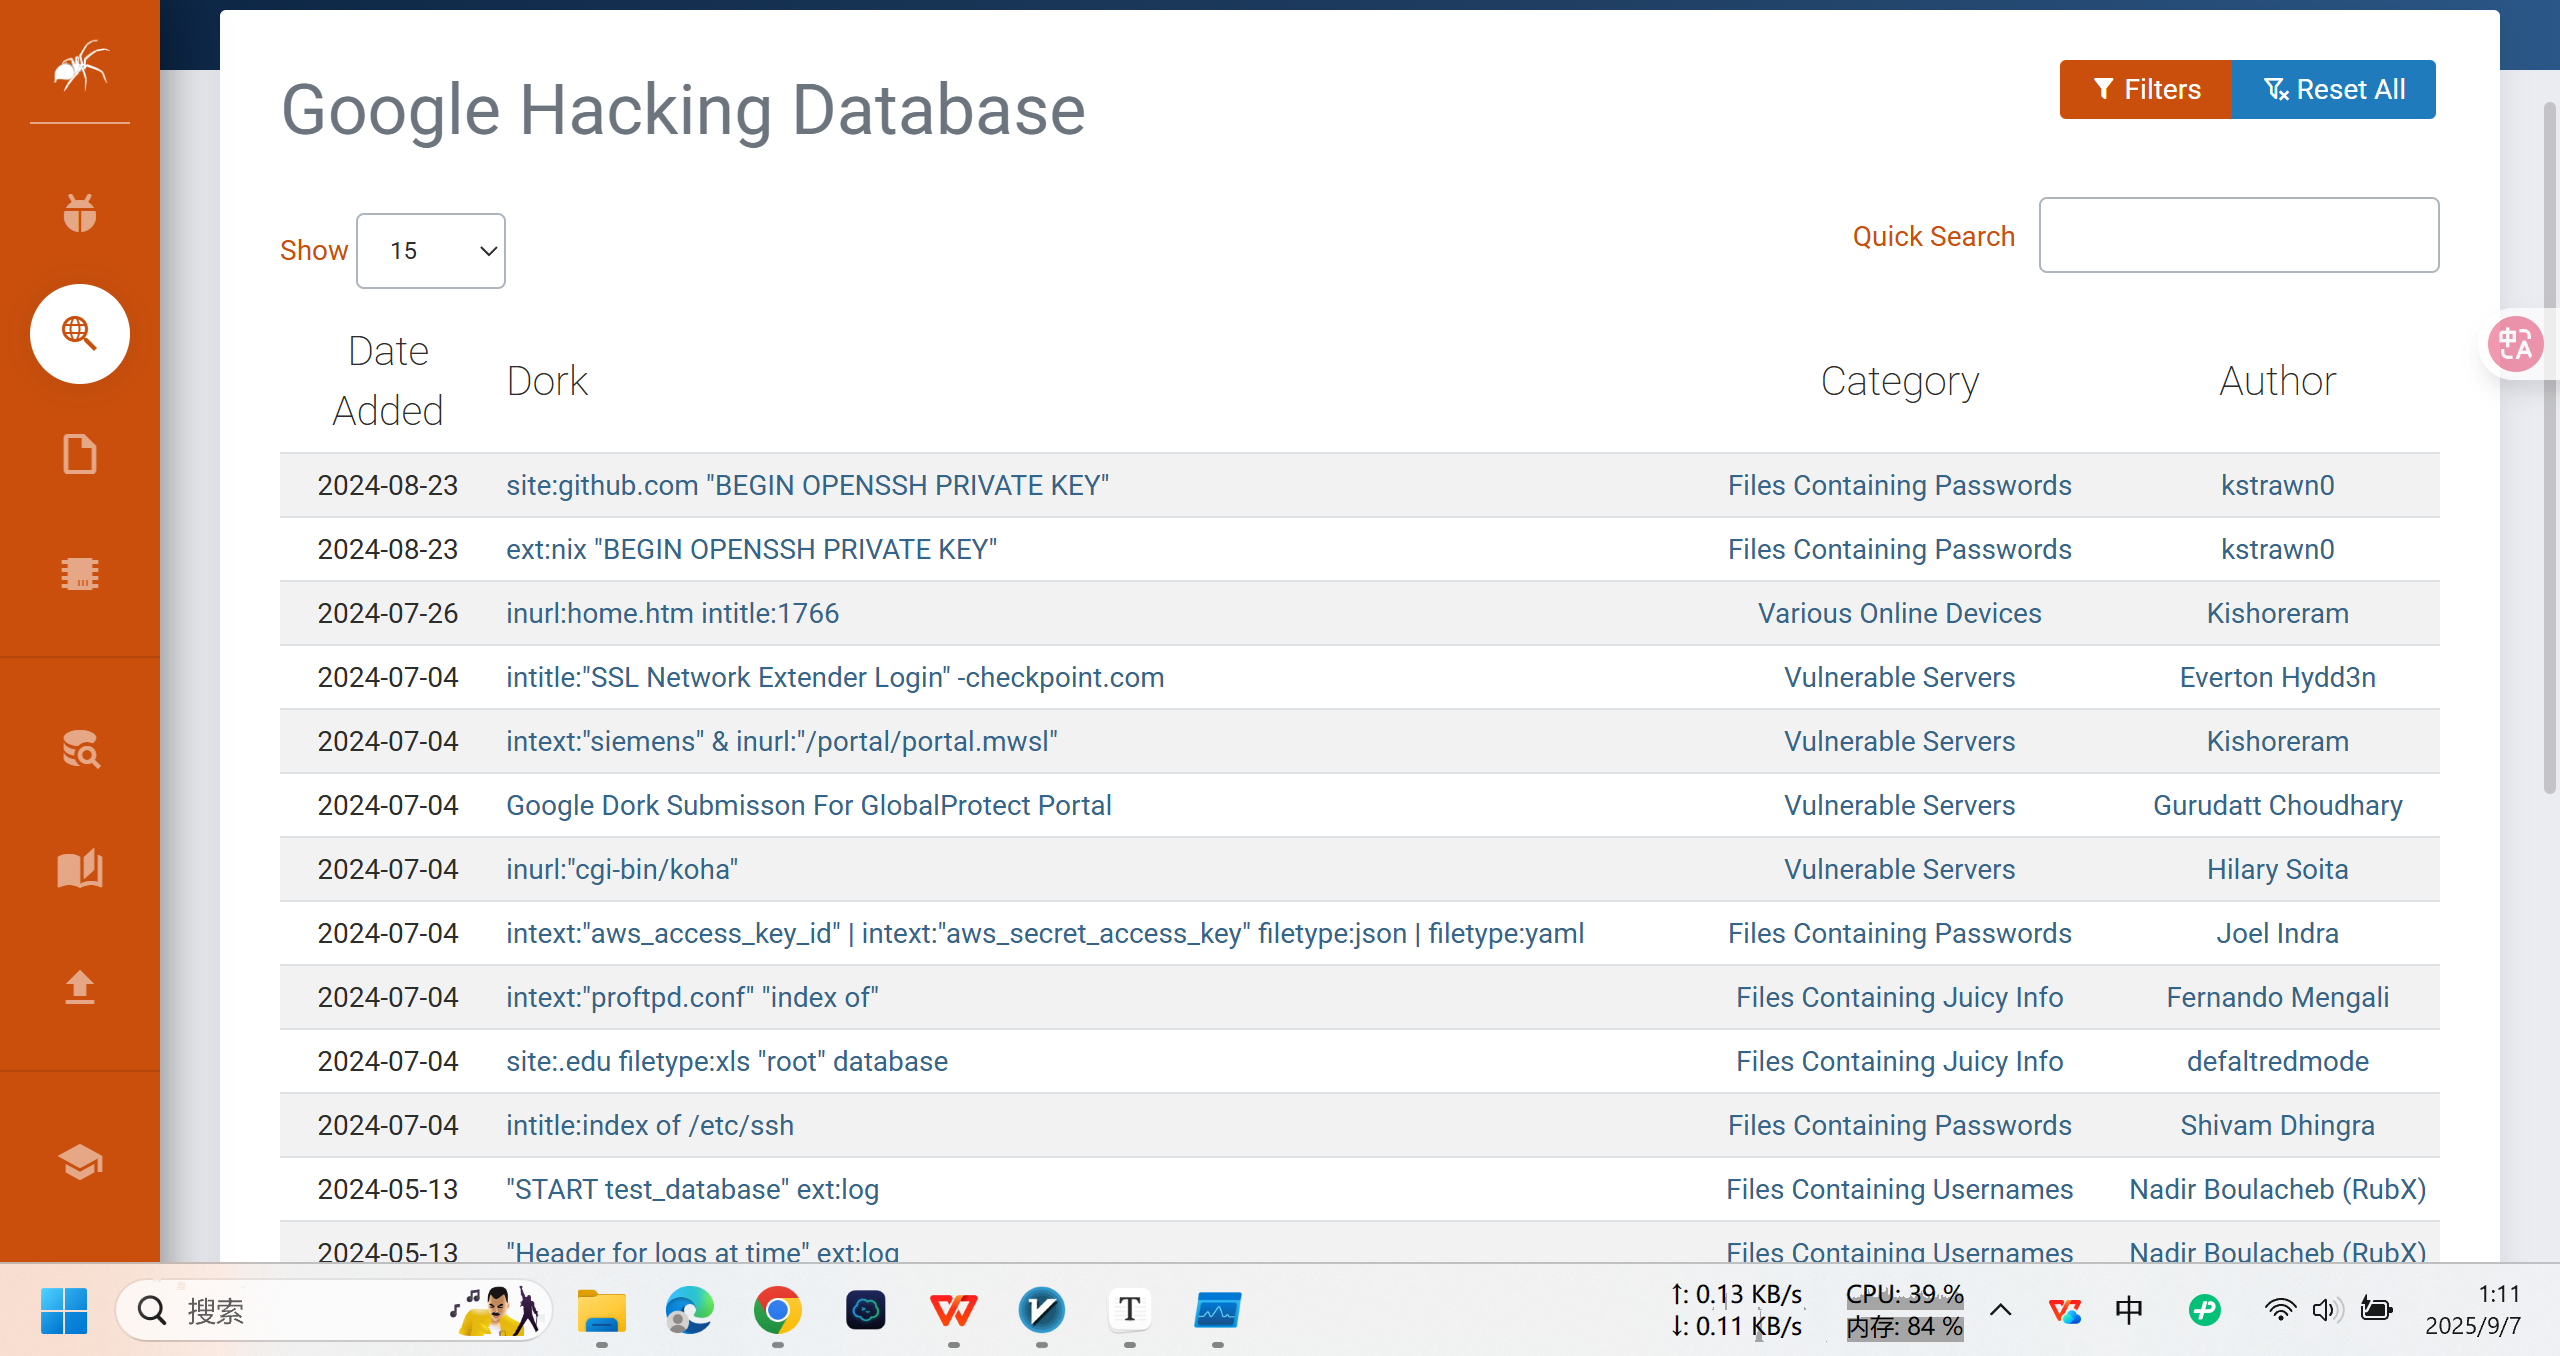 Google Hacking Database
Filters
Reset All
Show 15
Quick Search
Date Added Dork Category Author
2024-08-23 site:github.com "BEGIN OPENSSH PRIVATE KEY" Files Containing Passwords kstrawn0
2024-08-23 ext:nix "BEGIN OPENSSH PRIVATE KEY" Files Containing Passwords kstrawn0
2024-07-26 inurl:home.htm intitle:1766 Various Online Devices Kishoreram
2024-07-04 intitle:"SSL Network Extender Login" -checkpoint.com Vulnerable Servers Everton Hydd3n
2024-07-04 intext:"siemens" & inurl:"/portal/portal.mwsl" Vulnerable Servers Kishoreram
2024-07-04 Google Dork Submisson For GlobalProtect Portal Vulnerable Servers Gurudatt Choudhary
2024-07-04 inurl:"cgi-bin/koha" Vulnerable Servers Hilary Soita
2024-07-04 intext:"aws_access_key_id" | intext:"aws_secret_access_key" filetype:json | filetype:yaml Files Containing Passwords Joel Indra
2024-07-04 intext:"proftpd.conf" "index of" Files Containing Juicy Info Fernando Mengali
2024-07-04 site:.edu filetype:xls "root" database Files Containing Juicy Info defaltredmode
2024-07-04 intitle:index of /etc/ssh Files Containing Passwords Shivam Dhingra
2024-05-13 "START test_database" ext:log Files Containing Usernames Nadir Boulacheb (RubX)
2024-05-13 "Header for logs at time" ext:log Files Containing Usernames Nadir Boulacheb (RubX)
搜索
↑: 0.13 KB/s CPU: 39 %
↓: 0.11 KB/s 内存: 84 %
中
1:11
2025/9/7